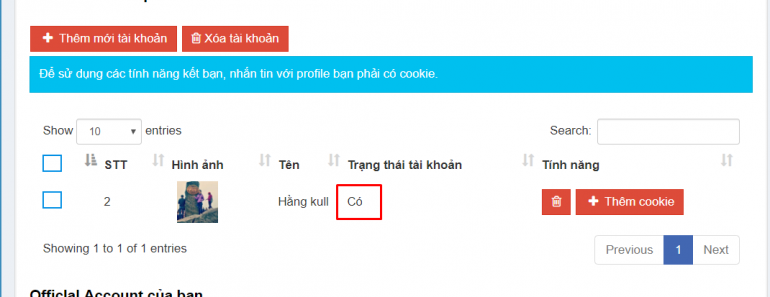 Thêm mới tài khoản Xóa tài khoản
Để sử dụng các tính năng kết bạn, nhắn tin với profile bạn phải có cookie.
Show 10 entries Search:
STT Hình ảnh Tên Trạng thái tài khoản Tính năng
2 Hằng kull Có Thêm cookie
Showing 1 to 1 of 1 entries Previous 1 Next
Official Account của bạn